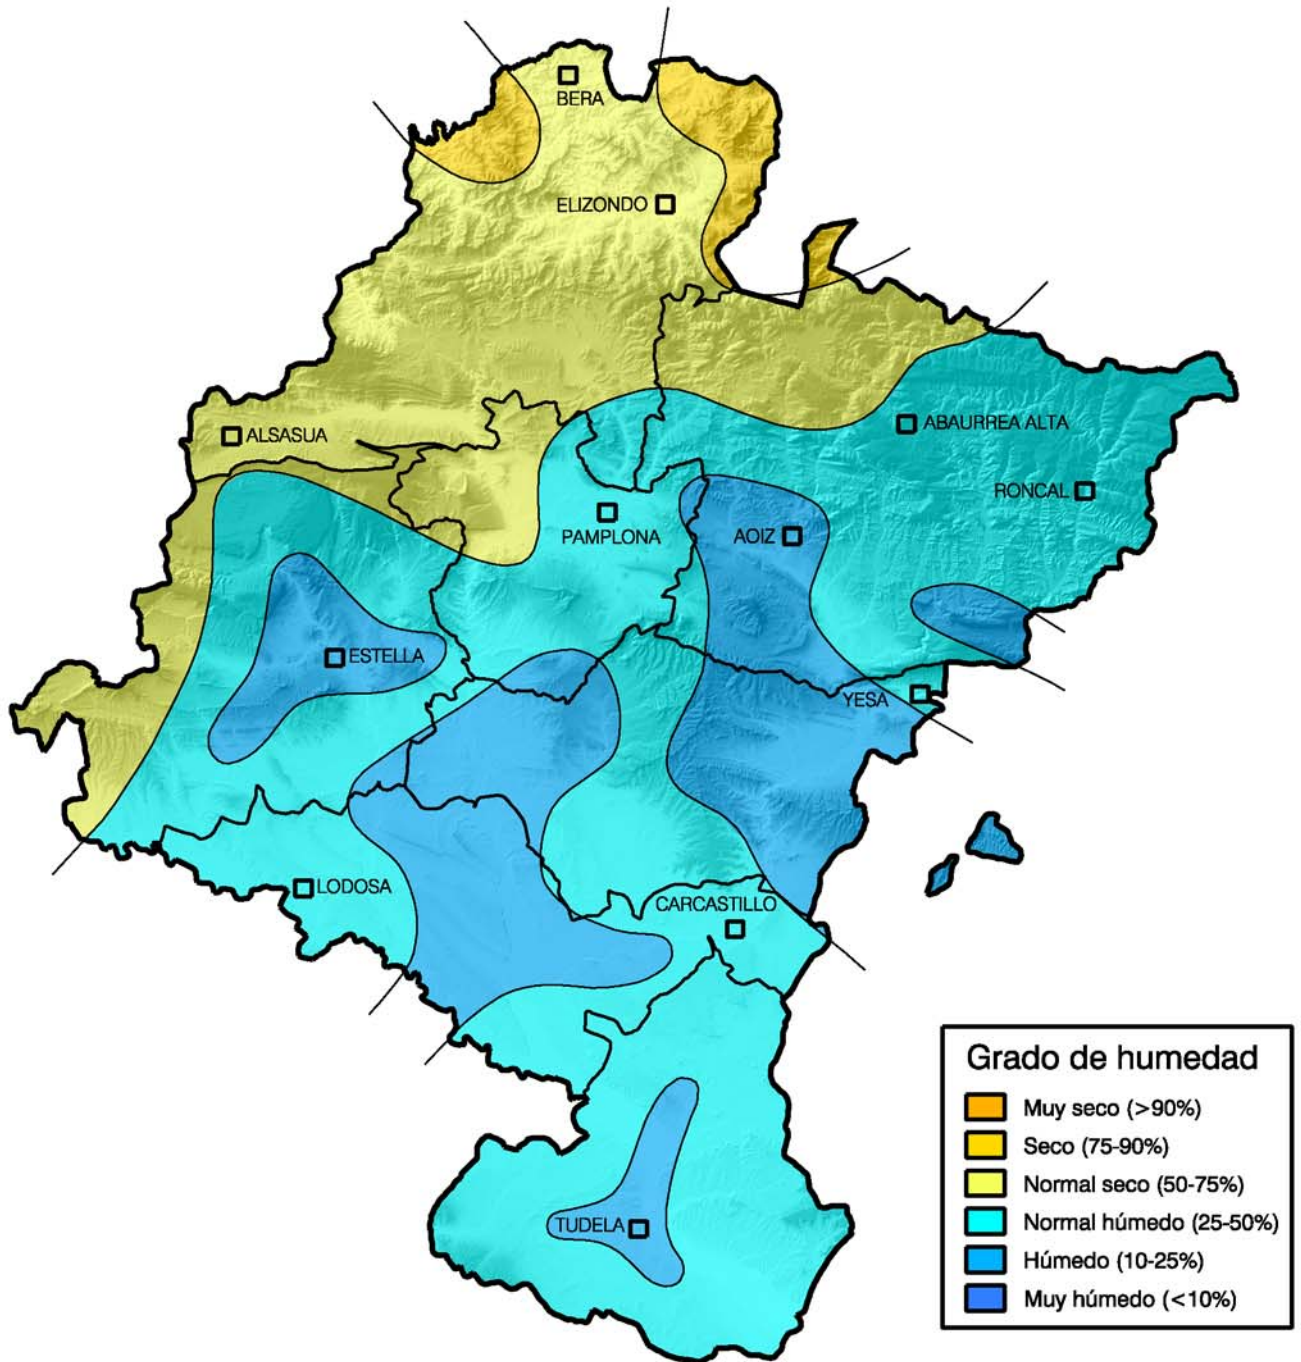 BERA
ELIZONDO
ALSASUA
ABAURREA ALTA
RONCAL
PAMPLONA
AOIZ
ESTELLA
YESA
LODOSA
CARCASTILLO
TUDELA
Grado de humedad
Muy seco (>90%)
Seco (75-90%)
Normal seco (50-75%)
Normal húmedo (25-50%)
Húmedo (10-25%)
Muy húmedo (<10%)